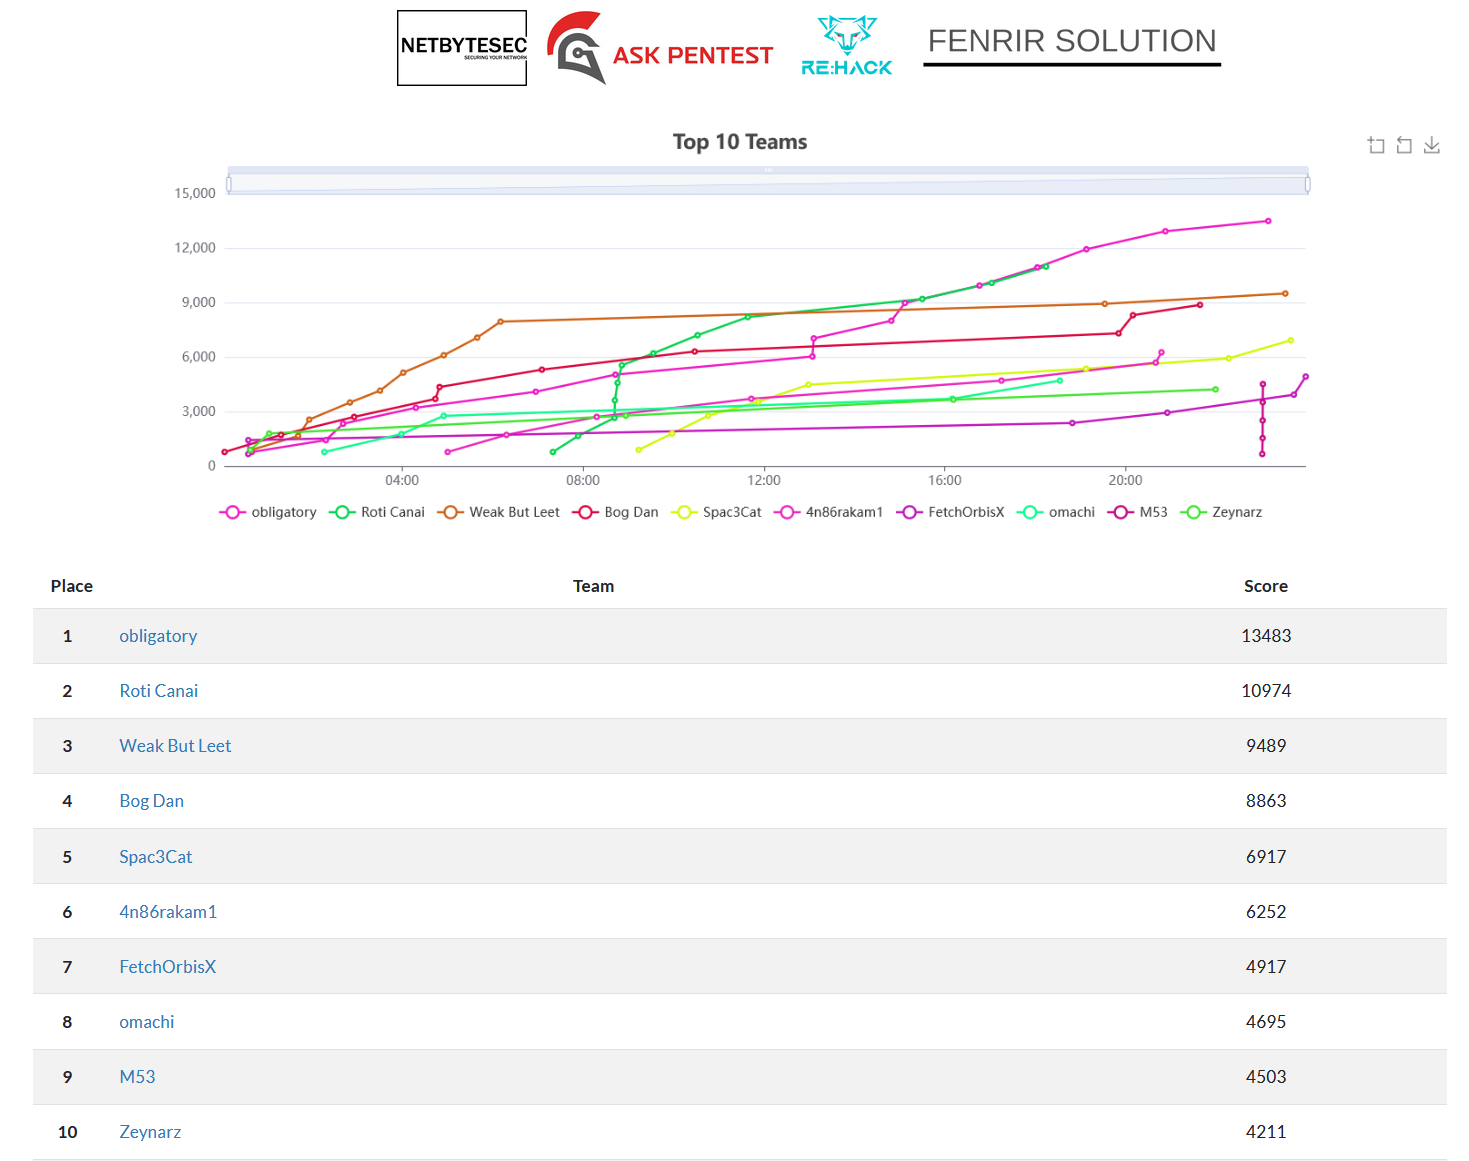 NETBYTESEC
SECURING YOUR NETWORK
ASK PENTEST
RE:HACK
FENRIR SOLUTION
Top 10 Teams
15,000
12,000
9,000
6,000
3,000
0
04:00 08:00 12:00 16:00 20:00
obligatory Roti Canai Weak But Leet Bog Dan Spac3Cat 4n86rakam1 FetchOrbisX omachi M53 Zeynarz
Place Team Score
1 obligatory 13483
2 Roti Canai 10974
3 Weak But Leet 9489
4 Bog Dan 8863
5 Spac3Cat 6917
6 4n86rakam1 6252
7 FetchOrbisX 4917
8 omachi 4695
9 M53 4503
10 Zeynarz 4211